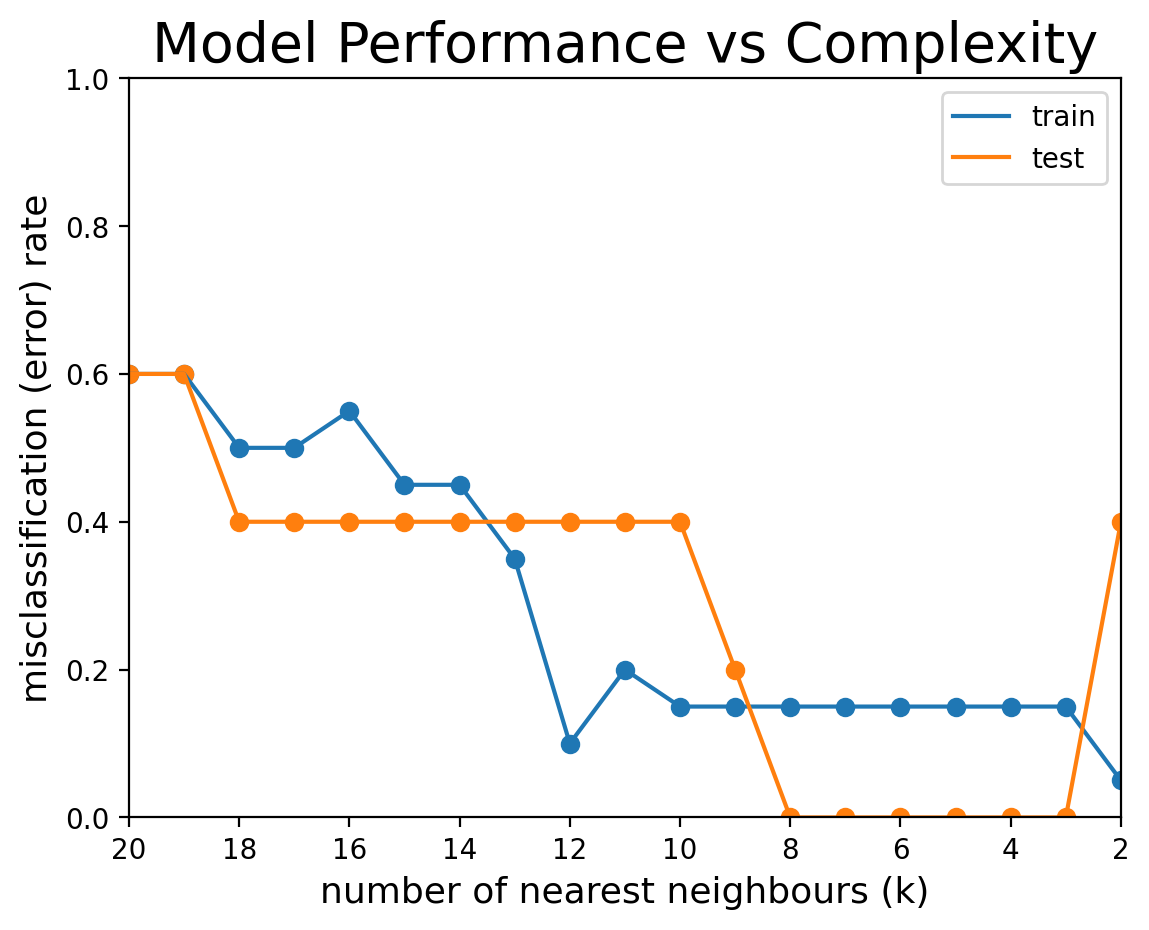 Model Performance vs Complexity
train
test
misclassification (error) rate
1.0
0.8
0.6
0.4
0.2
0.0
20 18 16 14 12 10 8 6 4 2
number of nearest neighbours (k)